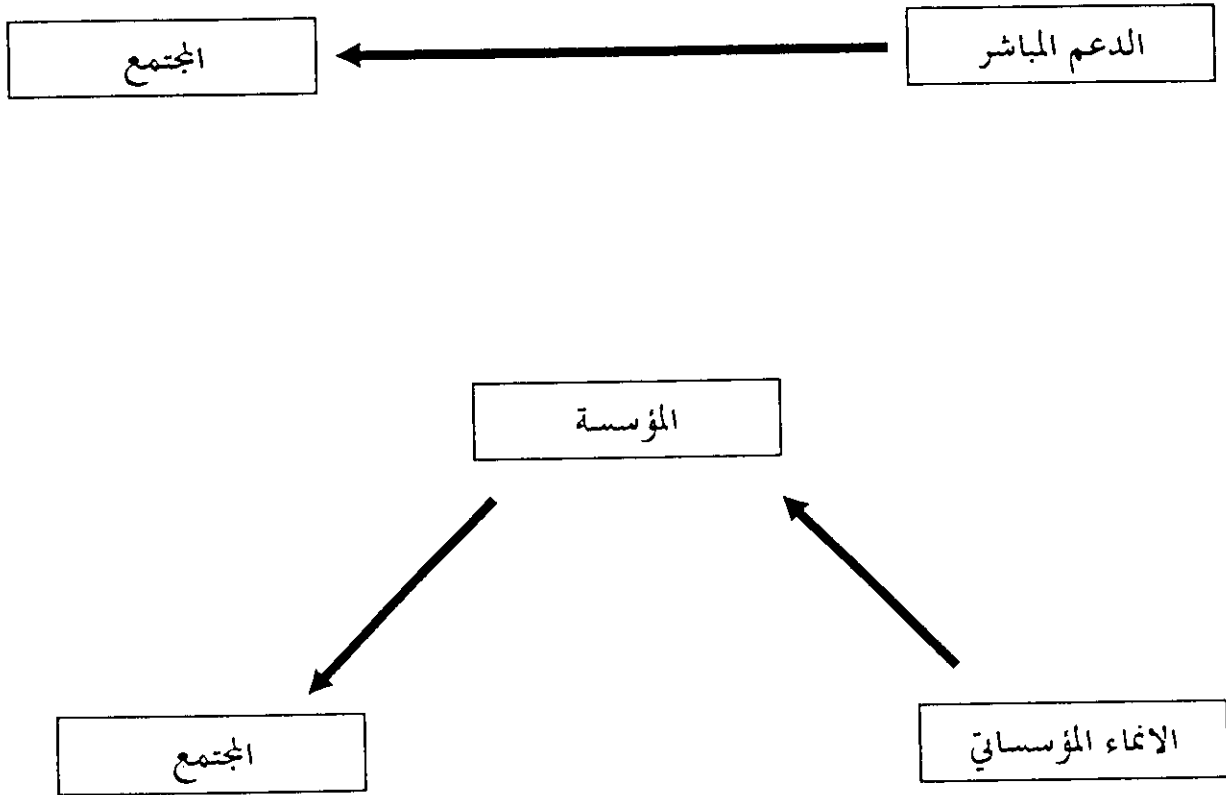 الدعم المباشر
المجتمع
المؤسسة
الانماء المؤسساتيّ
المجتمع